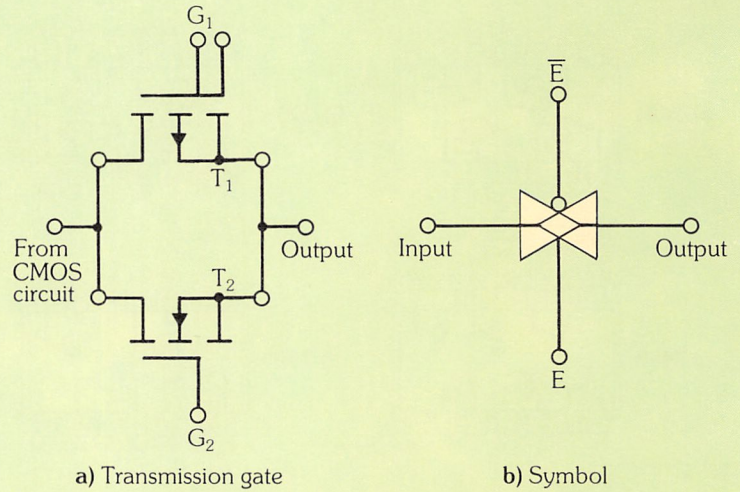 G₁
T₁
From
CMOS
circuit
Output
T₂
G₂
a) Transmission gate
E̅
Input
Output
E
b) Symbol